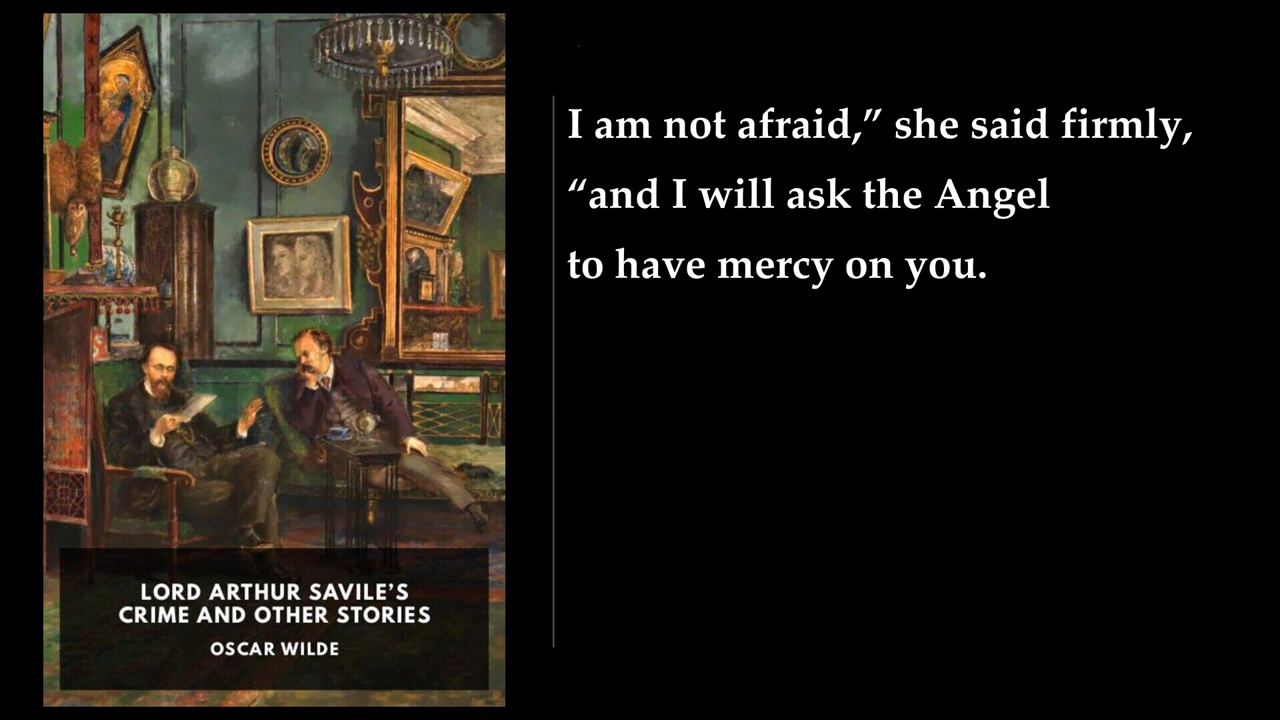 I am not afraid,” she said firmly,
“and I will ask the Angel
to have mercy on you.
LORD ARTHUR SAVILE’S
CRIME AND OTHER STORIES
OSCAR WILDE